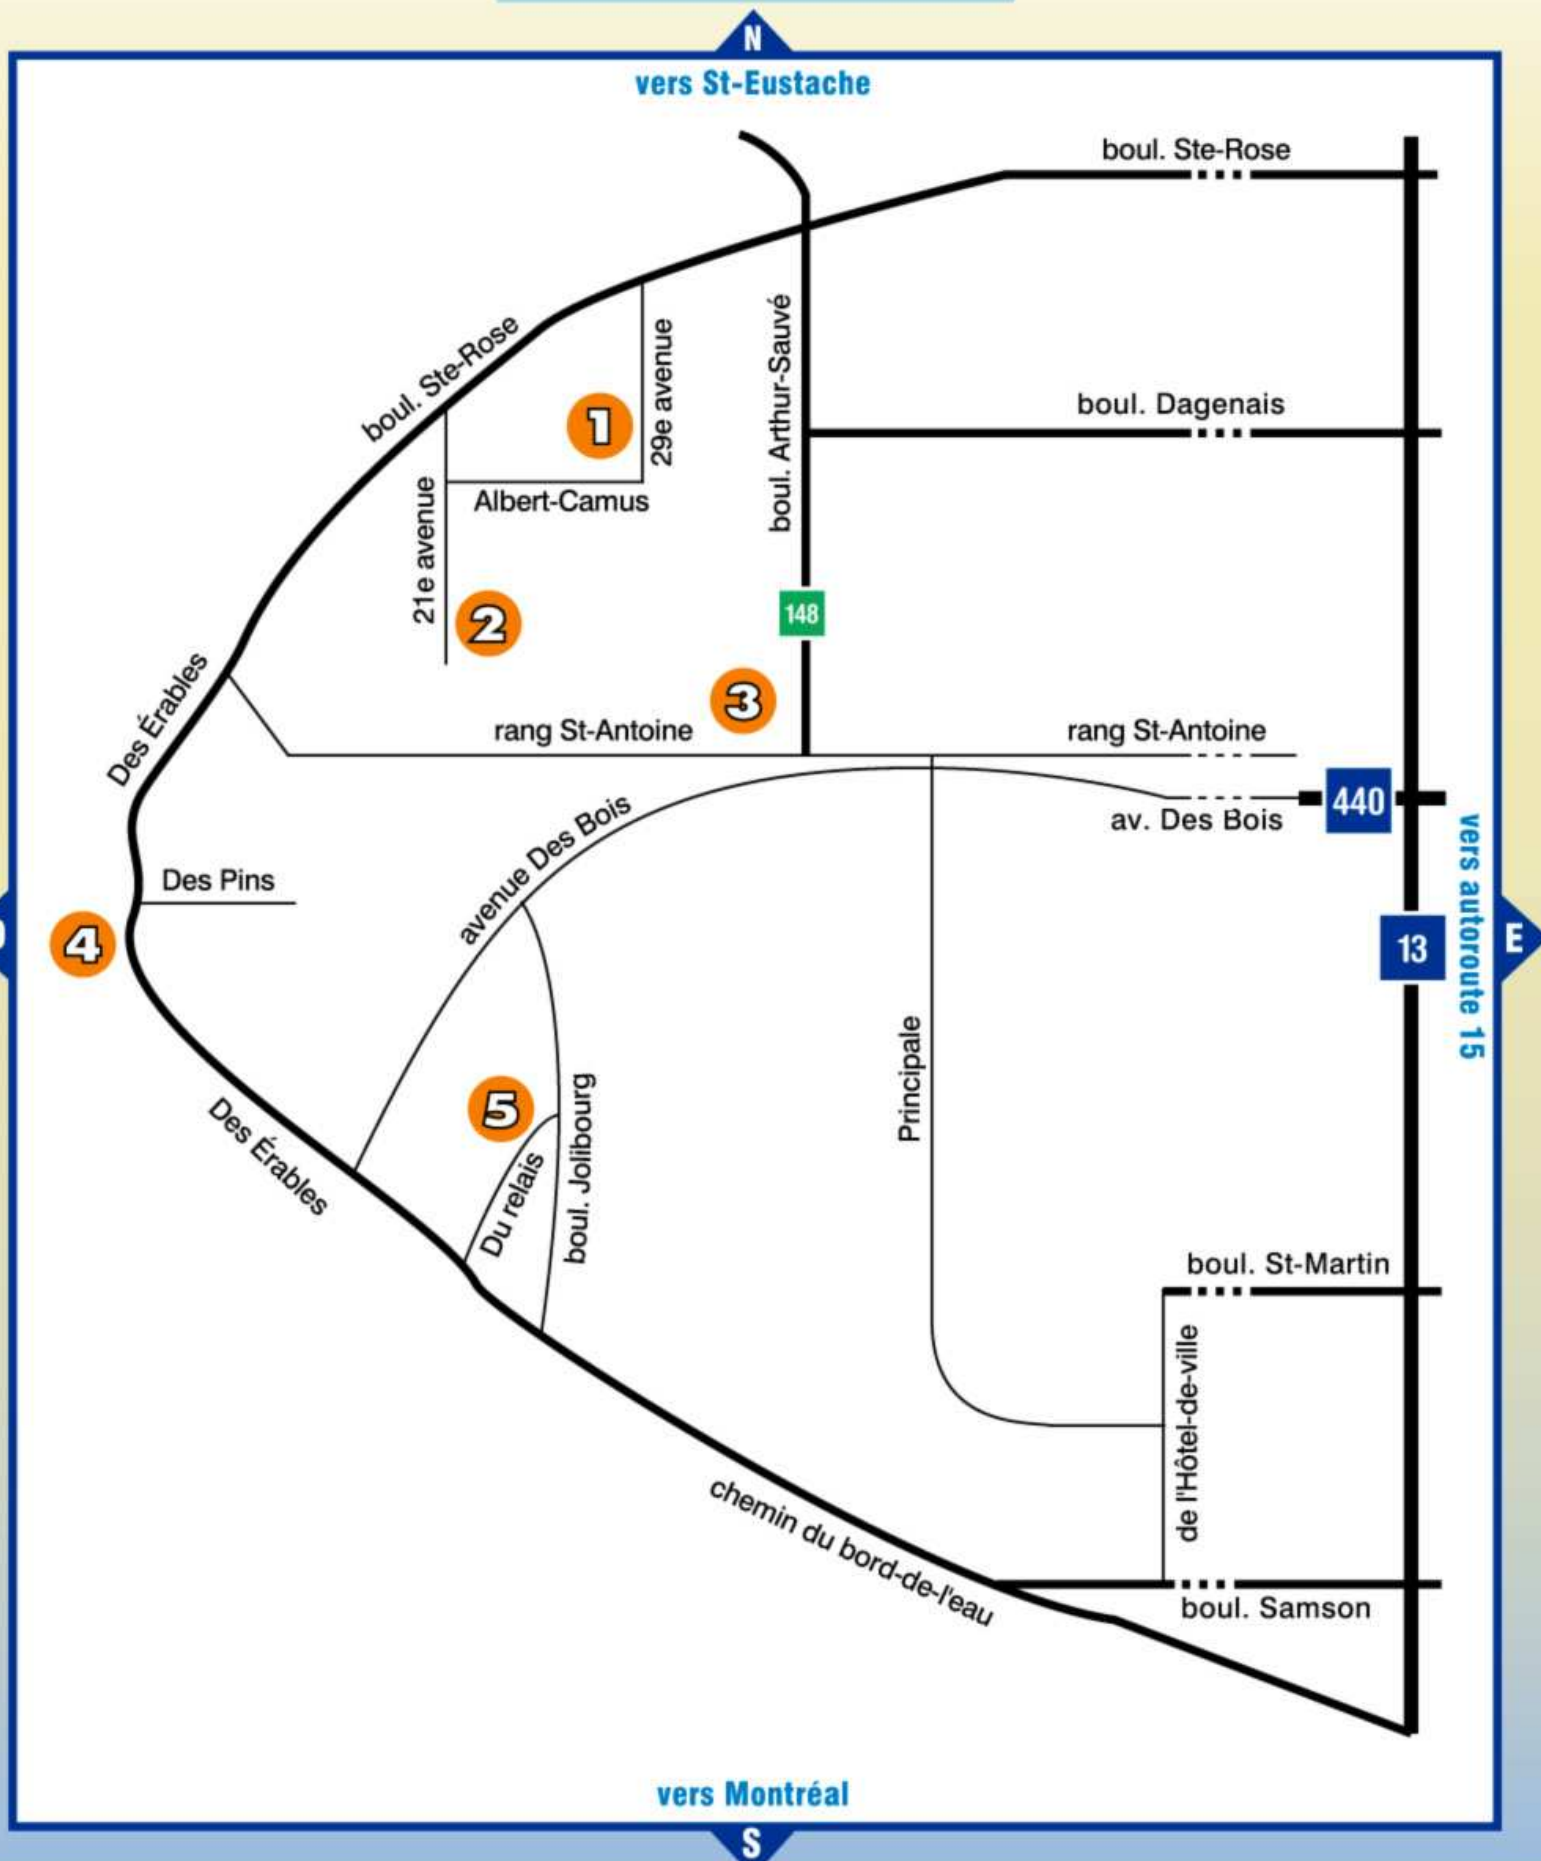 N
vers St-Eustache
boul. Ste-Rose
boul. Ste-Rose
29e avenue
boul. Arthur-Sauvé
1
boul. Dagenais
Albert-Camus
21e avenue
2
148
3
Des Érables
rang St-Antoine
rang St-Antoine
440
av. Des Bois
avenue Des Bois
Des Pins
4
13
vers autoroute 15
E
Principale
5
boul. Jolibourg
Du relais
Des Érables
boul. St-Martin
de l'Hôtel-de-ville
chemin du bord-de-l'eau
boul. Samson
vers Montréal
S